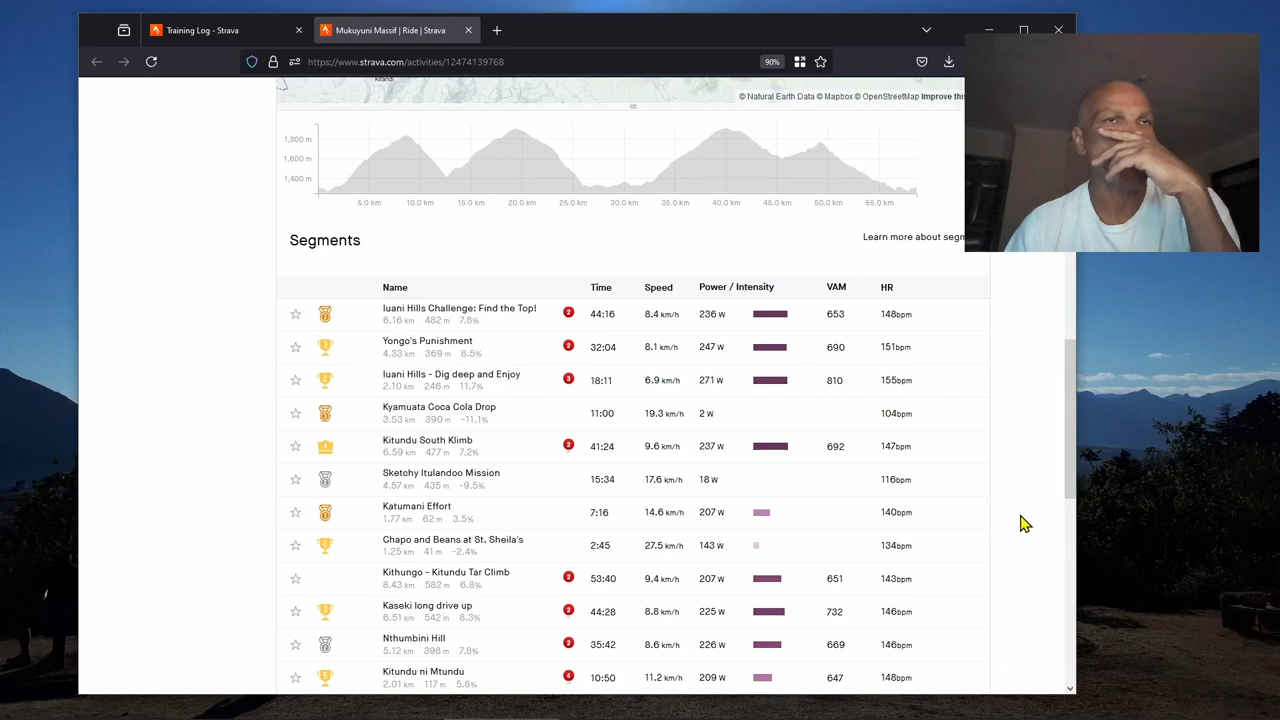 Training Log - Strava
Mukuyuni Massif | Ride | Strava
https://www.strava.com/activities/12474139768
90%
Kitandi
© Natural Earth Data © Mapbox © OpenStreetMap Improve this
1,800 m
1,600 m
1,400 m
5.0 km 10.0 km 15.0 km 20.0 km 25.0 km 30.0 km 35.0 km 40.0 km 45.0 km 50.0 km 55.0 km
Segments
Learn more about segm
Name Time Speed Power / Intensity VAM HR
Iuani Hills Challenge: Find the Top! 2 44:16 8.4 km/h 236 W 653 148bpm
6.16 km 482 m 7.8%
Yongo's Punishment 2 32:04 8.1 km/h 247 W 690 151bpm
4.33 km 369 m 8.5%
Iuani Hills - Dig deep and Enjoy 3 18:11 6.9 km/h 271 W 810 155bpm
2.10 km 246 m 11.7%
Kyamuata Coca Cola Drop 11:00 19.3 km/h 2 W 104bpm
3.53 km 390 m -11.1%
Kitundu South Klimb 2 41:24 9.6 km/h 237 W 692 147bpm
6.59 km 477 m 7.2%
Sketchy Itulandoo Mission 15:34 17.6 km/h 18 W 116bpm
4.57 km 435 m -9.5%
Katumani Effort 7:16 14.6 km/h 207 W 140bpm
1.77 km 62 m 3.5%
Chapo and Beans at St. Sheila's 2:45 27.5 km/h 143 W 134bpm
1.25 km 41 m -2.4%
Kithungo - Kitundu Tar Climb 2 53:40 9.4 km/h 207 W 651 143bpm
8.43 km 582 m 6.8%
Kaseki long drive up 2 44:28 8.8 km/h 225 W 732 146bpm
6.51 km 542 m 8.3%
Nthumbini Hill 2 35:42 8.6 km/h 226 W 669 146bpm
5.12 km 398 m 7.8%
Kitundu ni Mtundu 4 10:50 11.2 km/h 209 W 647 148bpm
2.01 km 117 m 5.8%